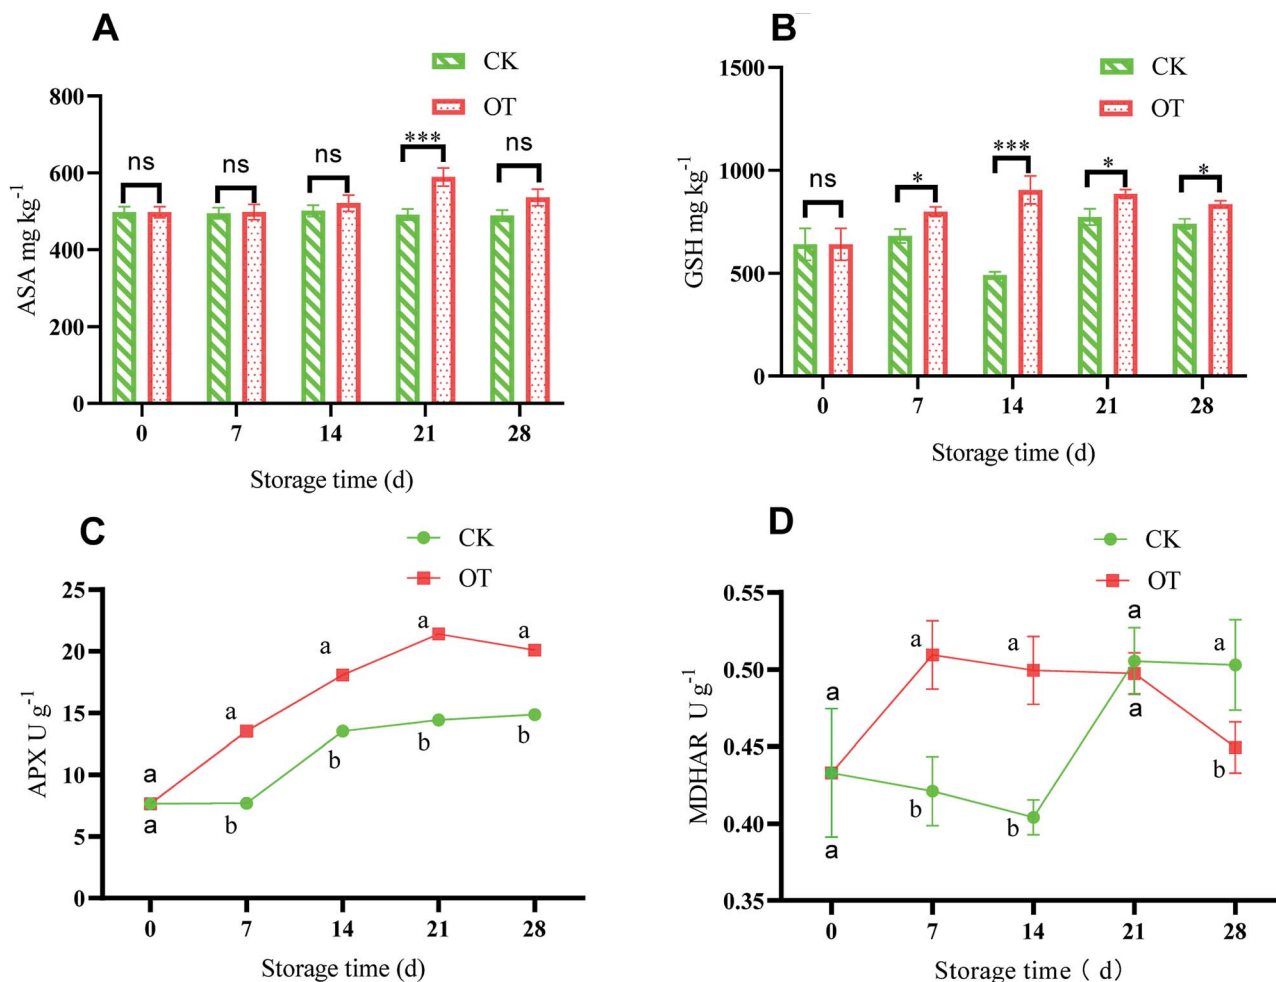 A
CK
OT
800
600
400
200
0
ASA mg kg⁻¹
ns
ns
ns
***
ns
0 7 14 21 28
Storage time (d)
B
CK
OT
1500
1000
500
0
GSH mg kg⁻¹
ns
*
***
*
*
0 7 14 21 28
Storage time (d)
C
CK
OT
25
20
15
10
5
0
APX U g⁻¹
a a a a a
a b b b b
0 7 14 21 28
Storage time (d)
D
CK
OT
0.55
0.50
0.45
0.40
0.35
MDHAR U g⁻¹
a a a a a
a b b a b
0 7 14 21 28
Storage time ( d)